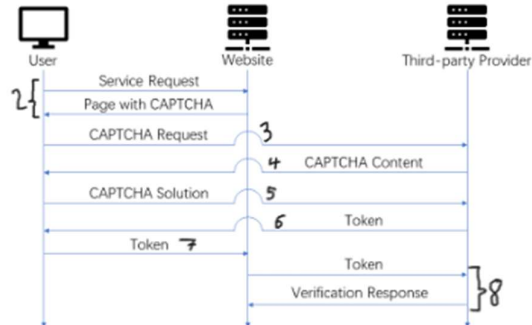 User Website Third-party Provider
2{ Service Request
Page with CAPTCHA
CAPTCHA Request 3
4 CAPTCHA Content
CAPTCHA Solution 5
6 Token
Token 7
Token
Verification Response }8